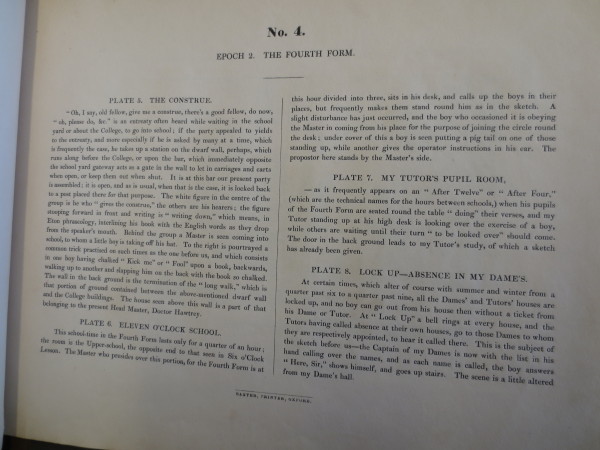 No. 4.
EPOCH 2. THE FOURTH FORM.
PLATE 5. THE CONSTRUE.
"Oh, I say, old fellow, give me a construe, there's a good fellow, do now,
"oh, please do, &c." is an entreaty often heard while waiting in the school
yard or about the College, to go into school; if the party appealed to yields
to the entreaty, and more especially if he is asked by many at a time, which
is frequently the case, he takes up a station on the dwarf wall, perhaps, which
runs along before the College, or upon the bar, which immediately opposite
the school yard gateway acts as a gate in the wall to let in carriages and carts
when open, or keep them out when shut. It is at this bar our present party
is assembled; it is open, and as is usual, when that is the case, it is locked back
to a post placed there for that purpose. The white figure in the centre of the
group is he who "gives the construe," the others are his hearers; the figure
stooping forward in front and writing is "writing down," which means, in
Eton phraseology, interlining his book with the English words as they drop
from the speaker's mouth. Behind the group a Master is seen coming into
school, to whom a little boy is taking off his hat. To the right is pourtrayed a
common trick practised on such times as the one before us, and which consists
in one boy having chalked "Kick me" or "Fool" upon a book, backwards,
walking up to another and slapping him on the back with the book so chalked.
The wall in the back ground is the termination of the "long walk," which is
that portion of ground contained between the above-mentioned dwarf wall
and the College buildings. The house seen above this wall is a part of that
belonging to the present Head Master, Doctor Hawtrey.
PLATE 6. ELEVEN O'CLOCK SCHOOL.
This school-time in the Fourth Form lasts only for a quarter of an hour;
the room is the Upper-school, the opposite end to that seen in Six o'Clock
Lesson. The Master who presides over this portion, for the Fourth Form is at
this hour divided into three, sits in his desk, and calls up the boys in their
places, but frequently makes them stand round him as in the sketch. A
slight disturbance has just occurred, and the boy who occasioned it is obeying
the Master in coming from his place for the purpose of joining the circle round
the desk; under cover of this a boy is seen putting a pig tail on one of those
standing up, while another gives the operator instructions in his ear. The
propositor here stands by the Master's side.
PLATE 7. MY TUTOR'S PUPIL ROOM,
—as it frequently appears on an "After Twelve" or "After Four,"
(which are the technical names for the hours between schools,) when his pupils
of the Fourth Form are seated round the table "doing" their verses, and my
Tutor standing up at his high desk is looking over the exercise of a boy,
while others are waiting until their turn "to be looked over" should come.
The door in the back ground leads to my Tutor's study, of which a sketch
has already been given.
PLATE 8. LOCK UP—ABSENCE IN MY DAME'S.
At certain times, which alter of course with summer and winter from a
quarter past six to a quarter past nine, all the Dames' and Tutors' houses are
locked up, and no boy can go out from his house then without a ticket from
his Dame or Tutor. At "Lock Up" a bell rings at every house, and the
Tutors having called absence at their own houses, go to those Dames to whom
they are respectively appointed, to hear it called there. This is the subject of
the sketch before us—the Captain of my Dames is now with the list in his
hand calling over the names, and as each name is called, the boy answers
"Here, Sir," shows himself, and goes up stairs. The scene is a little altered
from my Dame's hall.
BAXTER, PRINTER, OXFORD.